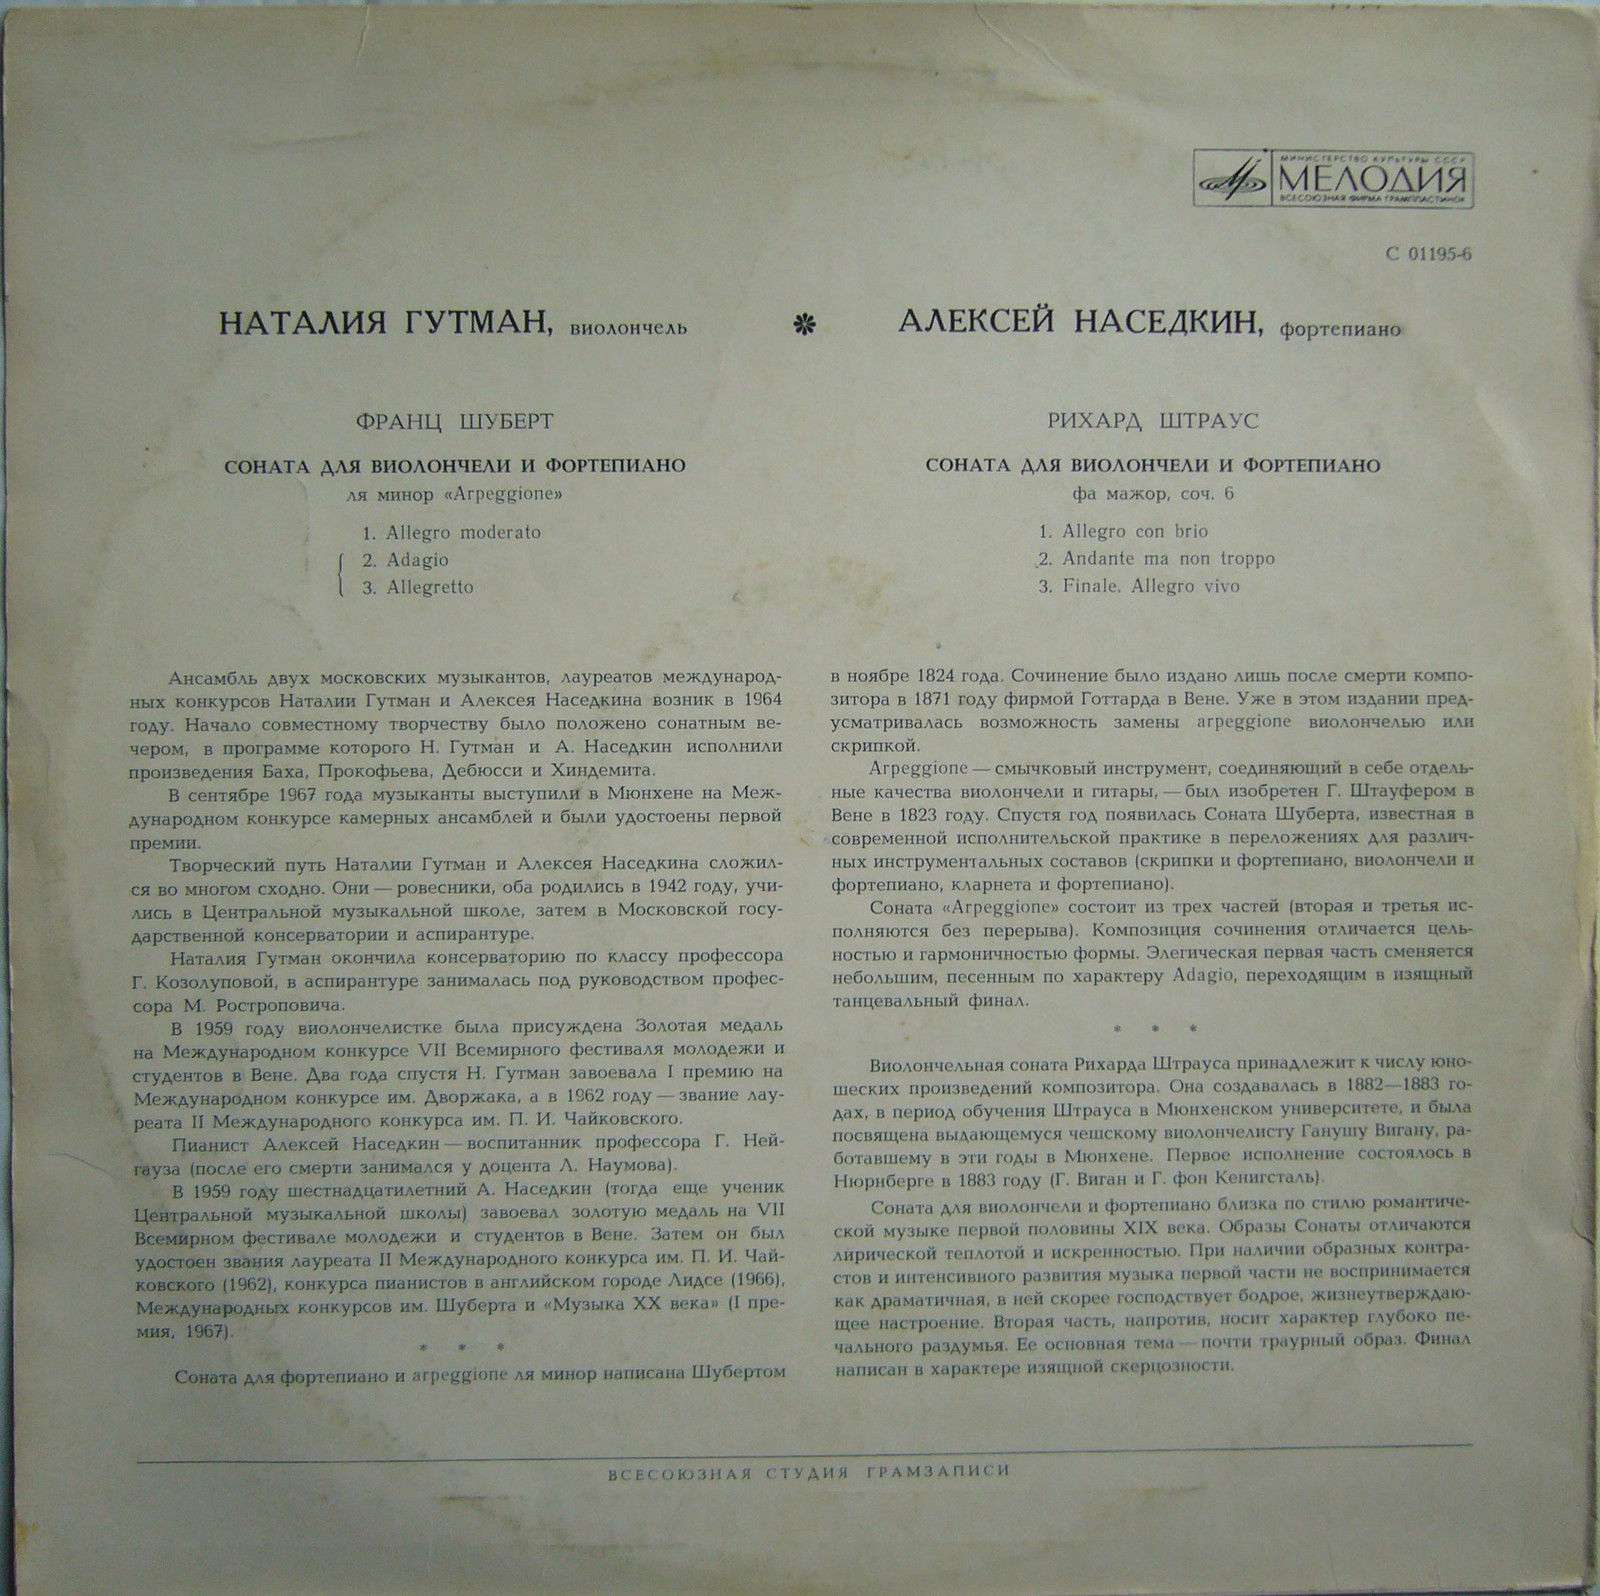 МИНИСТЕРСТВО КУЛЬТУРЫ СССР
МЕЛОДИЯ
ВСЕСОЮЗНАЯ ФИРМА ГРАМПЛАСТИНОК
С 01195-6
НАТАЛИЯ ГУТМАН, виолончель
АЛЕКСЕЙ НАСЕДКИН, фортепиано
ФРАНЦ ШУБЕРТ
СОНАТА ДЛЯ ВИОЛОНЧЕЛИ И ФОРТЕПИАНО
ля минор «Arpeggione»
1. Allegro moderato
2. Adagio
3. Allegretto
РИХАРД ШТРАУС
СОНАТА ДЛЯ ВИОЛОНЧЕЛИ И ФОРТЕПИАНО
фа мажор, соч. 6
1. Allegro con brio
2. Andante ma non troppo
3. Finale. Allegro vivo
Ансамбль двух московских музыкантов, лауреатов международ-
ных конкурсов Наталии Гутман и Алексея Наседкина возник в 1964
году. Начало совместному творчеству было положено сонатным ве-
чером, в программе которого Н. Гутман и А. Наседкин исполнили
произведения Баха, Прокофьева, Дебюсси и Хиндемита.
В сентябре 1967 года музыканты выступили в Мюнхене на Меж-
дународном конкурсе камерных ансамблей и были удостоены первой
премии.
Творческий путь Наталии Гутман и Алексея Наседкина сложил-
ся во многом сходно. Они — ровесники, оба родились в 1942 году, учи-
лись в Центральной музыкальной школе, затем в Московской госу-
дарственной консерватории и аспирантуре.
Наталия Гутман окончила консерваторию по классу профессора
Г. Козолуповой, в аспирантуре занималась под руководством профес-
сора М. Ростроповича.
В 1959 году виолончелистке была присуждена Золотая медаль
на Международном конкурсе VII Всемирного фестиваля молодежи и
студентов в Вене. Два года спустя Н. Гутман завоевала I премию на
Международном конкурсе им. Дворжака, а в 1962 году — звание лау-
реата II Международного конкурса им. П. И. Чайковского.
Пианист Алексей Наседкин — воспитанник профессора Г. Ней-
гауза (после его смерти занимался у доцента Л. Наумова).
В 1959 году шестнадцатилетний А. Наседкин (тогда еще ученик
Центральной музыкальной школы) завоевал золотую медаль на VII
Всемирном фестивале молодежи и студентов в Вене. Затем он был
удостоен звания лауреата II Международного конкурса им. П. И. Чай-
ковского (1962), конкурса пианистов в английском городе Лидсе (1966),
Международных конкурсов им. Шуберта и «Музыка XX века» (I пре-
мия, 1967).
* * *
Соната для фортепиано и arpeggione ля минор написана Шубертом
в ноябре 1824 года. Сочинение было издано лишь после смерти компо-
зитора в 1871 году фирмой Готтарда в Вене. Уже в этом издании пред-
усматривалась возможность замены arpeggione виолончелью или
скрипкой.
Arpeggione — смычковый инструмент, соединяющий в себе отдель-
ные качества виолончели и гитары, — был изобретен Г. Штауфером в
Вене в 1823 году. Спустя год появилась Соната Шуберта, известная в
современной исполнительской практике в переложениях для различ-
ных инструментальных составов (скрипки и фортепиано, виолончели и
фортепиано, кларнета и фортепиано).
Соната «Arpeggione» состоит из трех частей (вторая и третья ис-
полняются без перерыва). Композиция сочинения отличается цель-
ностью и гармоничностью формы. Элегическая первая часть сменяется
небольшим, песенным по характеру Adagio, переходящим в изящный
танцевальный финал.
* * *
Виолончельная соната Рихарда Штрауса принадлежит к числу юно-
шеских произведений композитора. Она создавалась в 1882—1883 го-
дах, в период обучения Штрауса в Мюнхенском университете, и была
посвящена выдающемуся чешскому виолончелисту Ганушу Вигану, ра-
ботавшему в эти годы в Мюнхене. Первое исполнение состоялось в
Нюрнберге в 1883 году (Г. Виган и Г. фон Кенигсталь).
Соната для виолончели и фортепиано близка по стилю романтиче-
ской музыке первой половины XIX века. Образы Сонаты отличаются
лирической теплотой и искренностью. При наличии образных контра-
стов и интенсивного развития музыка первой части не воспринимается
как драматичная, в ней скорее господствует бодрое, жизнеутверждаю-
щее настроение. Вторая часть, напротив, носит характер глубоко пе-
чального раздумья. Ее основная тема — почти траурный образ. Финал
написан в характере изящной скерцозности.
ВСЕСОЮЗНАЯ СТУДИЯ ГРАМЗАПИСИ